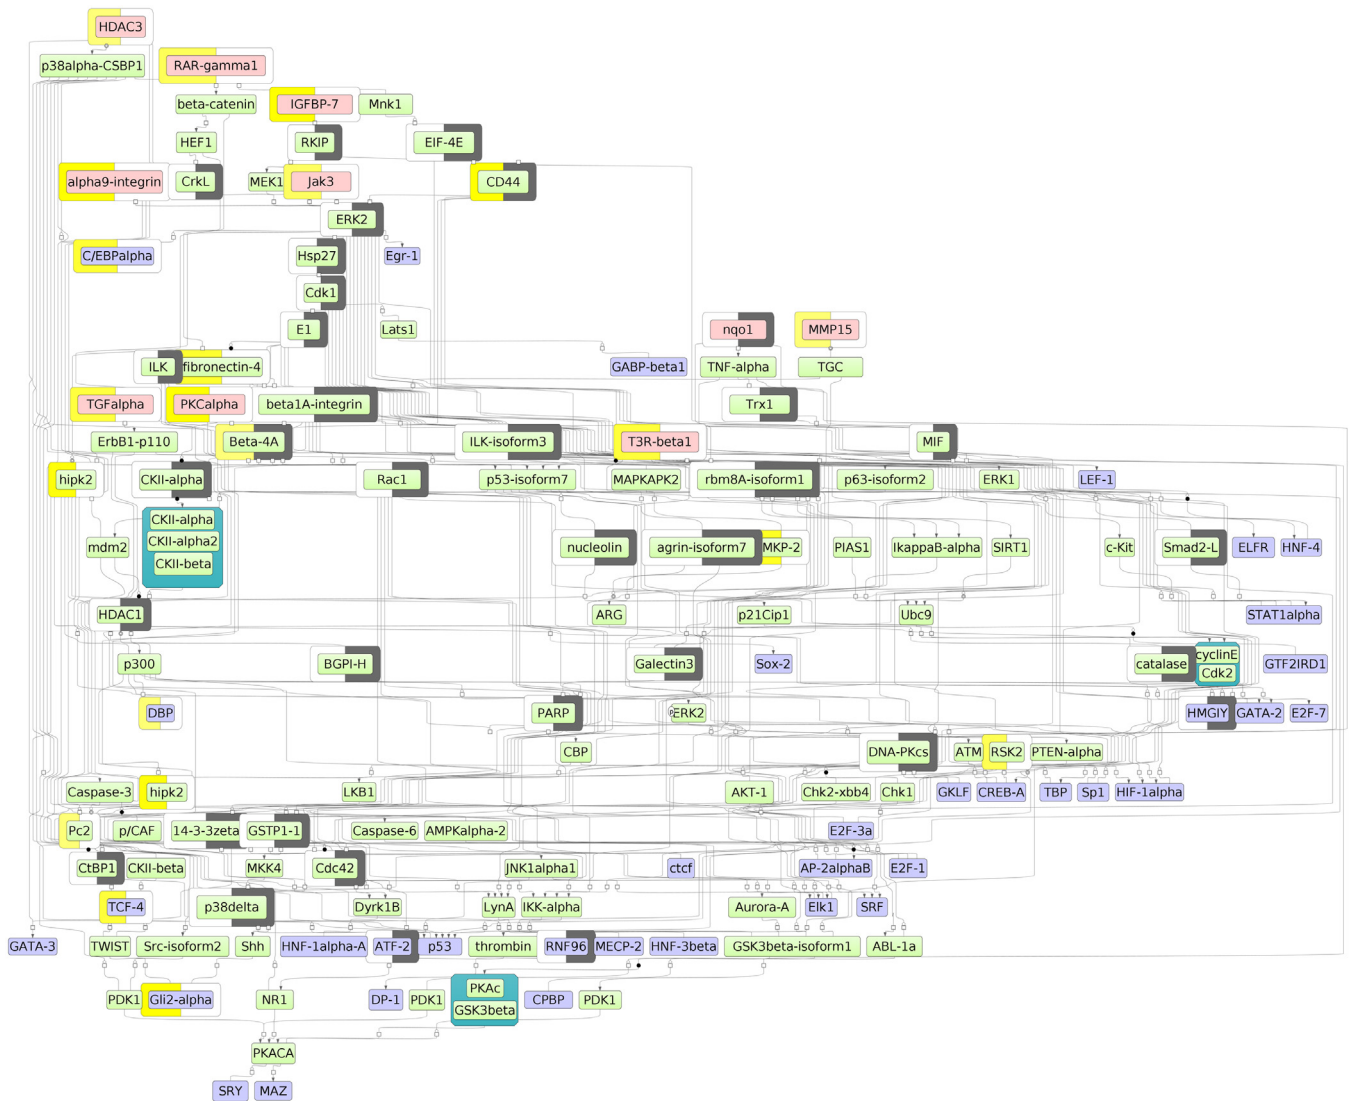 HDAC3
p38alpha-CSBP1
RAR-gamma1
beta-catenin
IGFBP-7
Mnk1
HEF1
RKIP
EIF-4E
alpha9-integrin
CrkL
MEK1
Jak3
CD44
ERK2
C/EBPalpha
Hsp27
Egr-1
Cdk1
E1
Lats1
nqo1
MMP15
ILK
fibronectin-4
GABP-beta1
TNF-alpha
TGC
TGFalpha
PKCalpha
beta1A-integrin
Trx1
ErbB1-p110
Beta-4A
ILK-isoform3
T3R-beta1
MIF
hipk2
CKII-alpha
Rac1
p53-isoform7
MAPKAPK2
rbm8A-isoform1
p63-isoform2
ERK1
LEF-1
CKII-alpha
CKII-alpha2
CKII-beta
mdm2
nucleolin
agrin-isoform7
MKP-2
PIAS1
IkappaB-alpha
SIRT1
c-Kit
Smad2-L
ELFR
HNF-4
HDAC1
ARG
p21Cip1
Ubc9
STAT1alpha
p300
BGPI-H
Galectin3
Sox-2
catalase
cyclinE
Cdk2
GTF2IRD1
DBP
PARP
p
ERK2
HMGIY
GATA-2
E2F-7
CBP
DNA-PKcs
ATM
RSK2
PTEN-alpha
Caspase-3
hipk2
LKB1
AKT-1
Chk2-xbb4
Chk1
GKLF
CREB-A
TBP
Sp1
HIF-1alpha
Pc2
p/CAF
14-3-3zeta
GSTP1-1
Caspase-6
AMPKalpha-2
E2F-3a
CtBP1
CKII-beta
MKK4
Cdc42
JNK1alpha1
ctcf
AP-2alphaB
E2F-1
TCF-4
p38delta
Dyrk1B
LynA
IKK-alpha
Aurora-A
Elk1
SRF
GATA-3
TWIST
Src-isoform2
Shh
HNF-1alpha-A
ATF-2
p53
thrombin
RNF96
MECP-2
HNF-3beta
GSK3beta-isoform1
ABL-1a
PDK1
Gli2-alpha
NR1
DP-1
PDK1
PKAc
GSK3beta
CPBP
PDK1
PKACA
SRY
MAZ